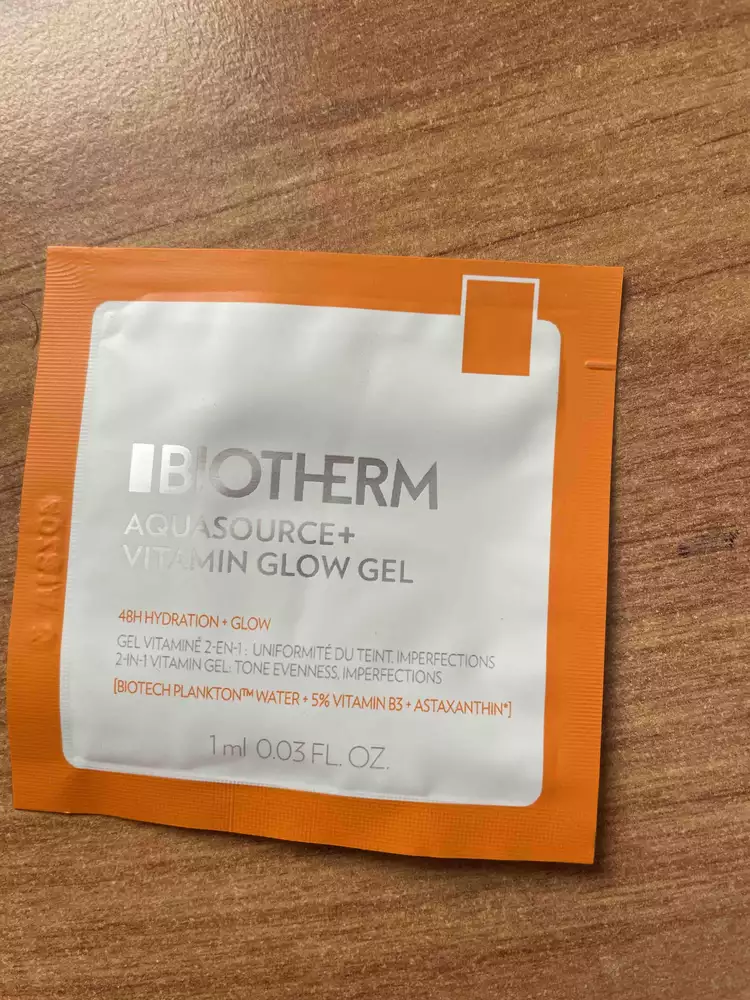 BIOTHERM
AQUASOURCE+
VITAMIN GLOW GEL
48H HYDRATION + GLOW
GEL VITAMINÉ 2-EN-1 : UNIFORMITÉ DU TEINT, IMPERFECTIONS
2-IN-1 VITAMIN GEL: TONE EVENNESS, IMPERFECTIONS
[BIOTECH PLANKTON™ WATER + 5% VITAMIN B3 + ASTAXANTHIN*]
1 ml 0.03 FL. OZ.